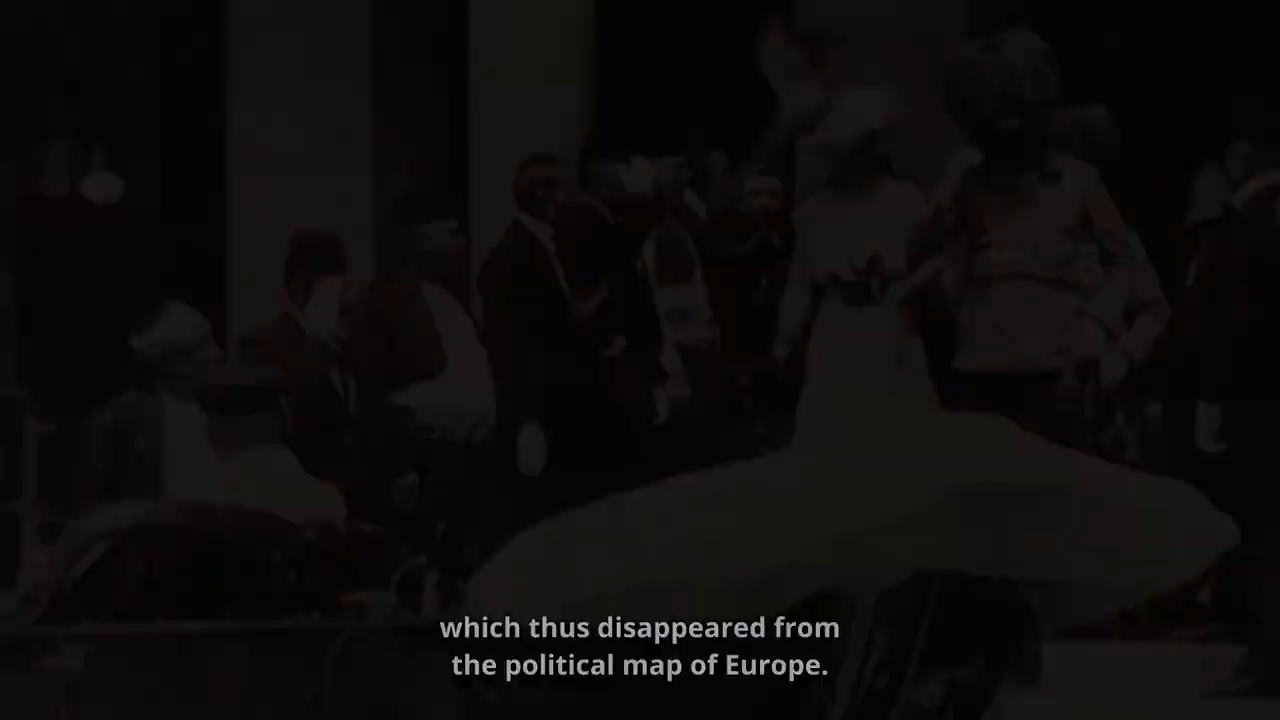 which thus disappeared from
the political map of Europe.